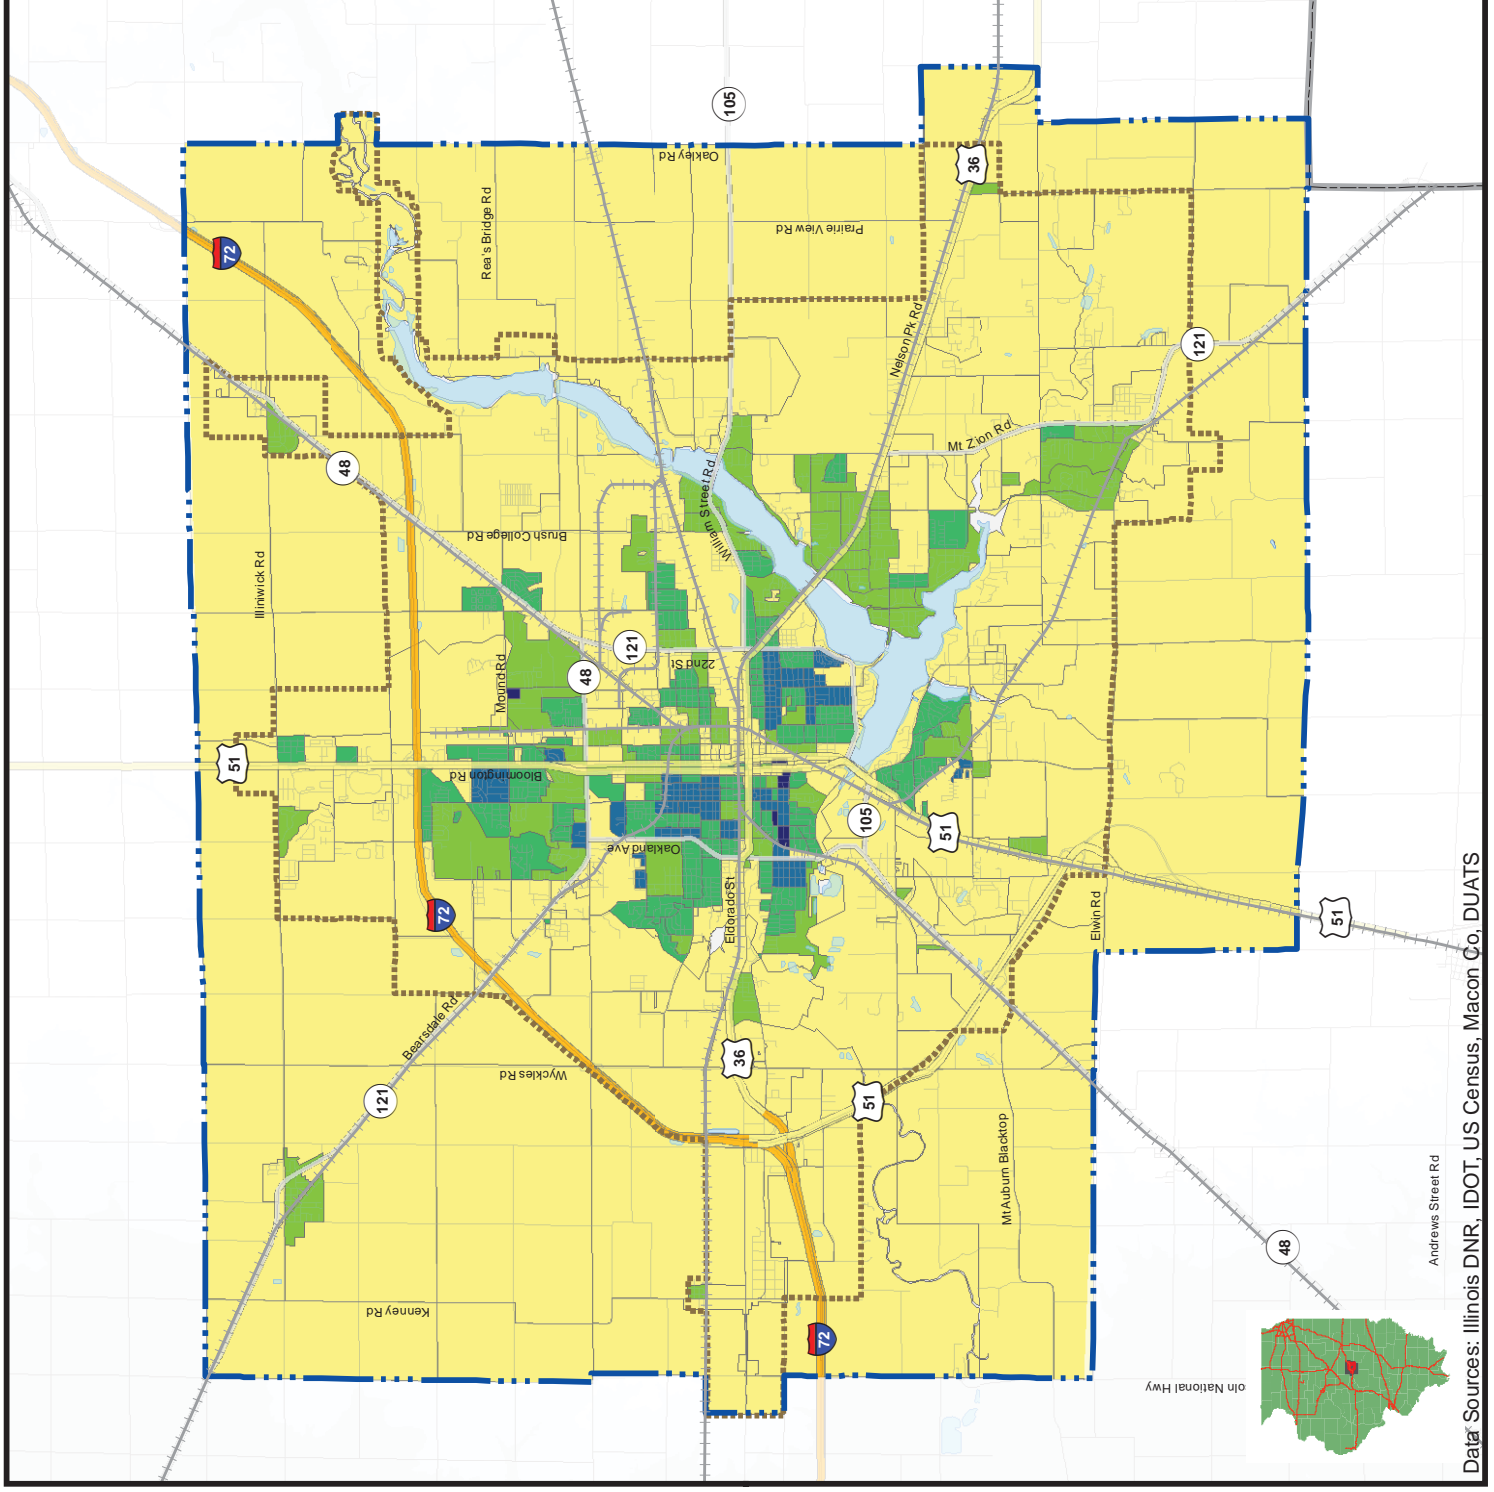 105
Oakley Rd
36
Rea's Bridge Rd
Prairie View Rd
72
Nelson Pk Rd
121
Mt Zion Rd
48
William Street Rd
Brush College Rd
Illiniwick Rd
121
22nd St
48
Mound Rd
51
Bloomington Rd
105
51
Oakland Ave
Eldorado St
Elwin Rd
72
51
Bearsdale Rd
36
Wyckles Rd
121
51
Mt Auburn Blacktop
Andrews Street Rd
48
Kenney Rd
72
oln National Hwy
Data Sources: Illinois DNR, IDOT, US Census, Macon Co, DUATS